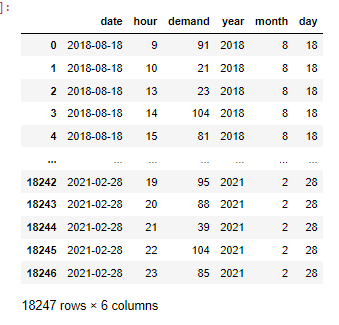 ]:
date hour demand year month day
0 2018-08-18 9 91 2018 8 18
1 2018-08-18 10 21 2018 8 18
2 2018-08-18 13 23 2018 8 18
3 2018-08-18 14 104 2018 8 18
4 2018-08-18 15 81 2018 8 18
... ... ... ... ... ... ...
18242 2021-02-28 19 95 2021 2 28
18243 2021-02-28 20 88 2021 2 28
18244 2021-02-28 21 39 2021 2 28
18245 2021-02-28 22 104 2021 2 28
18246 2021-02-28 23 85 2021 2 28
18247 rows × 6 columns